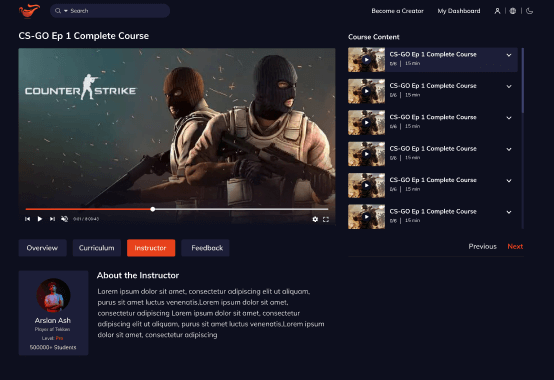 Search
Become a Creator
My Dashboard
CS-GO Ep 1 Complete Course
COUNTER STRIKE
Overview
Curriculum
Instructor
Feedback
Arslan Ash
Player of Tekken
Level: Pro
500000+ Students
About the Instructor
Lorem ipsum dolor sit amet, consectetur adipiscing elit ut aliquam,
purus sit amet luctus venenatis,Lorem ipsum dolor sit amet,
consectetur adipiscing Lorem ipsum dolor sit amet, consectetur
adipiscing elit ut aliquam, purus sit amet luctus venenatis,Lorem ipsum
dolor sit amet, consectetur adipiscing
Course Content
CS-GO Ep 1 Complete Course
0/6 | 15 min
CS-GO Ep 1 Complete Course
0/6 | 15 min
CS-GO Ep 1 Complete Course
0/6 | 15 min
CS-GO Ep 1 Complete Course
0/6 | 15 min
CS-GO Ep 1 Complete Course
0/6 | 15 min
CS-GO Ep 1 Complete Course
0/6 | 15 min
Previous
Next